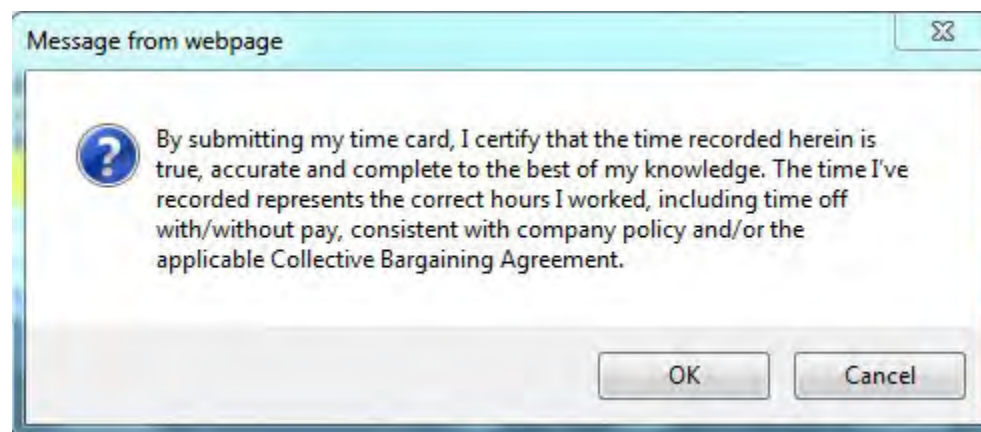 Message from webpage
By submitting my time card, I certify that the time recorded herein is
true, accurate and complete to the best of my knowledge. The time I've
recorded represents the correct hours I worked, including time off
with/without pay, consistent with company policy and/or the
applicable Collective Bargaining Agreement.
OK
Cancel